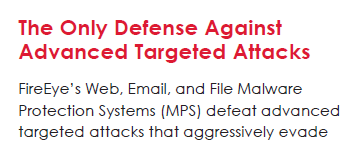 The Only Defense Against
Advanced Targeted Attacks
FireEye's Web, Email, and File Malware
Protection Systems (MPS) defeat advanced
targeted attacks that aggressively evade